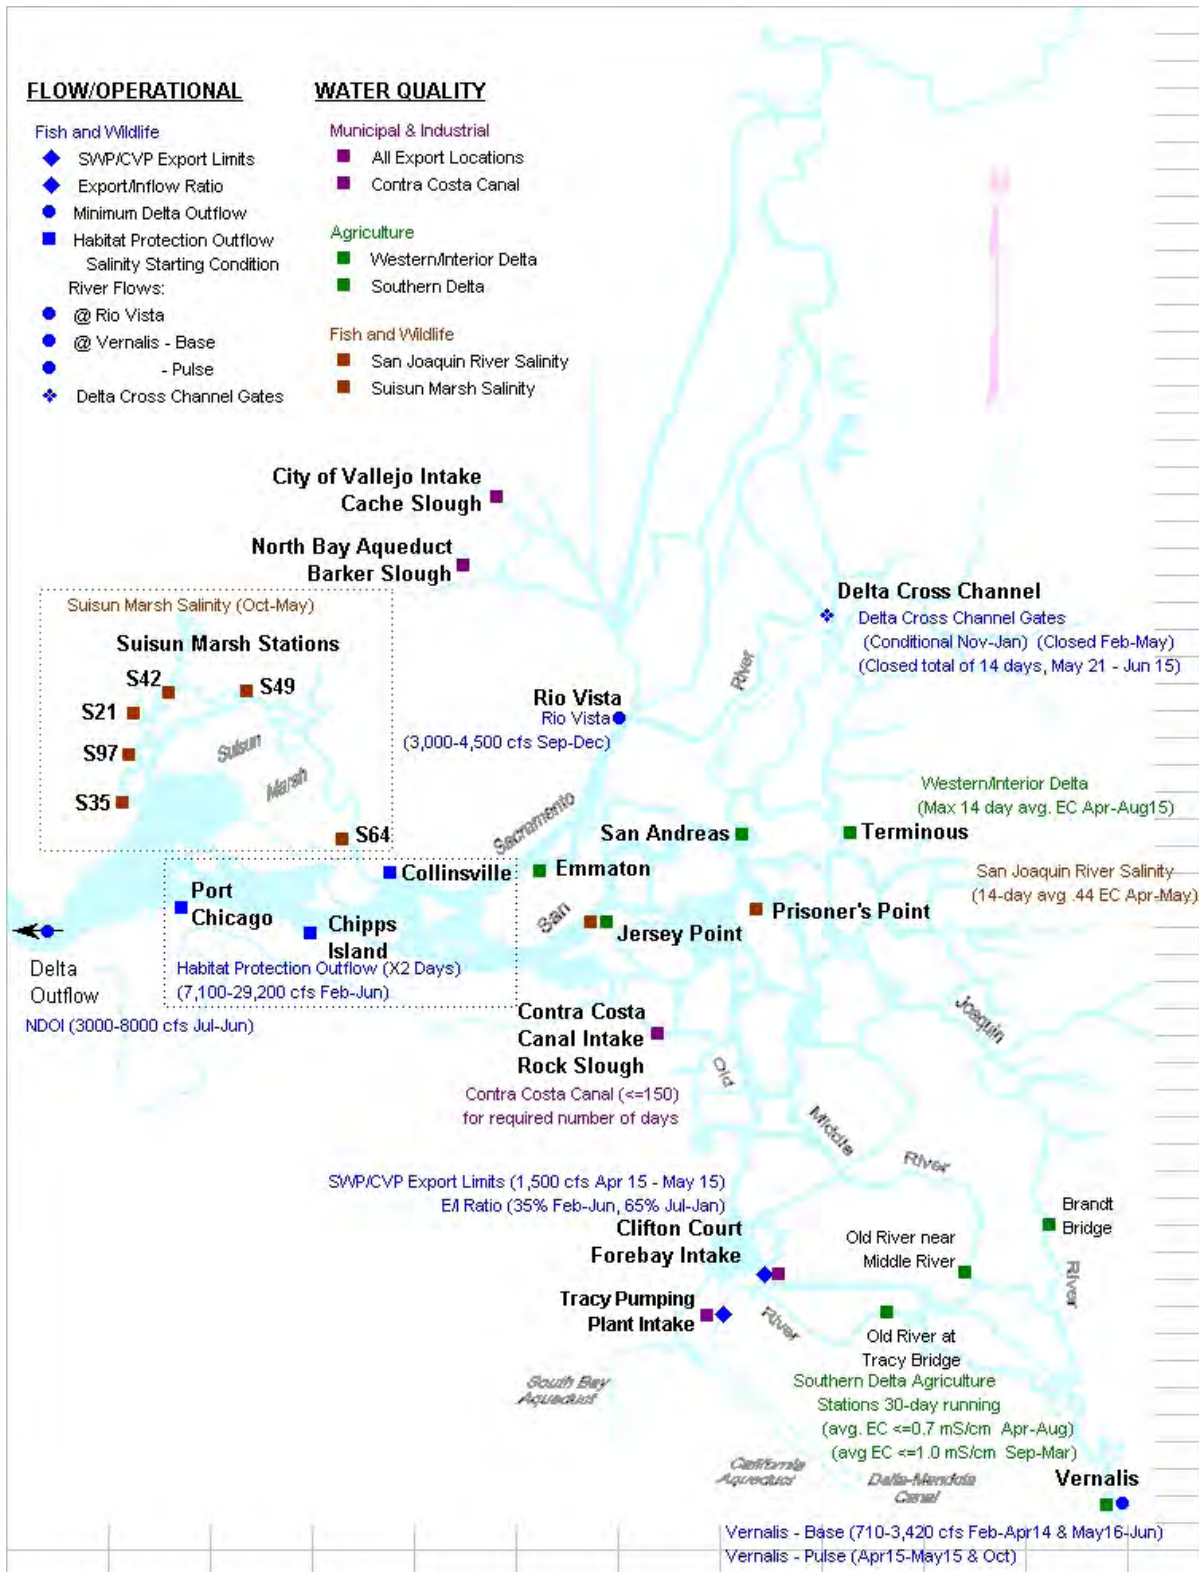 FLOW/OPERATIONAL
Fish and Wildlife
SWP/CVP Export Limits
Export/Inflow Ratio
Minimum Delta Outflow
Habitat Protection Outflow
Salinity Starting Condition
River Flows:
@ Rio Vista
@ Vernalis - Base
- Pulse
Delta Cross Channel Gates
WATER QUALITY
Municipal & Industrial
All Export Locations
Contra Costa Canal
Agriculture
Western/Interior Delta
Southern Delta
Fish and Wildlife
San Joaquin River Salinity
Suisun Marsh Salinity
City of Vallejo Intake
Cache Slough
North Bay Aqueduct
Barker Slough
Suisun Marsh Salinity (Oct-May)
Suisun Marsh Stations
S42
S49
S21
S97
S35
S64
Suisun
Marsh
Delta Cross Channel
Delta Cross Channel Gates
(Conditional Nov-Jan) (Closed Feb-May)
(Closed total of 14 days, May 21 - Jun 15)
River
Rio Vista
Rio Vista
(3,000-4,500 cfs Sep-Dec)
Sacramento
Western/Interior Delta
(Max 14 day avg. EC Apr-Aug15)
San Andreas
Terminous
Collinsville
Emmaton
San Joaquin River Salinity
(14-day avg .44 EC Apr-May)
Port
Chicago
Chipps
Island
San
Jersey Point
Prisoner's Point
Habitat Protection Outflow (X2 Days)
(7,100-29,200 cfs Feb-Jun)
Delta
Outflow
NDOI (3000-8000 cfs Jul-Jun)
Joaquin
Contra Costa
Canal Intake
Rock Slough
Contra Costa Canal (<=150)
for required number of days
Old
Middle
River
SWP/CVP Export Limits (1,500 cfs Apr 15 - May 15)
E/I Ratio (35% Feb-Jun, 65% Jul-Jan)
Clifton Court
Forebay Intake
Brandt
Bridge
Old River near
Middle River
River
Tracy Pumping
Plant Intake
River
Old River at
Tracy Bridge
Southern Delta Agriculture
Stations 30-day running
(avg. EC <=0.7 mS/cm Apr-Aug)
(avg EC <=1.0 mS/cm Sep-Mar)
South Bay
Aqueduct
California
Aqueduct
Delta-Mendota
Canal
Vernalis
Vernalis - Base (710-3,420 cfs Feb-Apr14 & May16-Jun)
Vernalis - Pulse (Apr15-May15 & Oct)